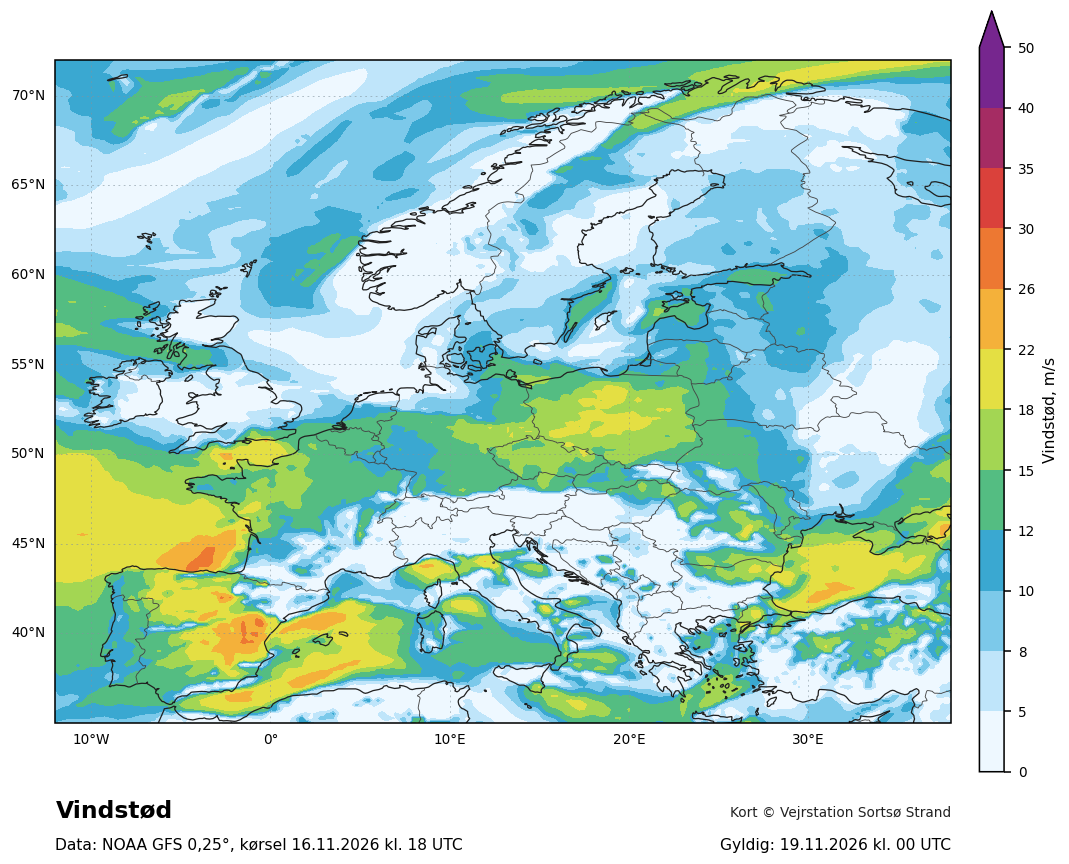 70°N
65°N
60°N
55°N
50°N
45°N
40°N
10°W
0°
10°E
20°E
30°E
50
40
35
30
26
22
18
15
12
10
8
5
0
Vindstød, m/s
Vindstød
Kort © Vejrstation Sortsø Strand
Data: NOAA GFS 0,25°, kørsel 16.11.2026 kl. 18 UTC
Gyldig: 19.11.2026 kl. 00 UTC